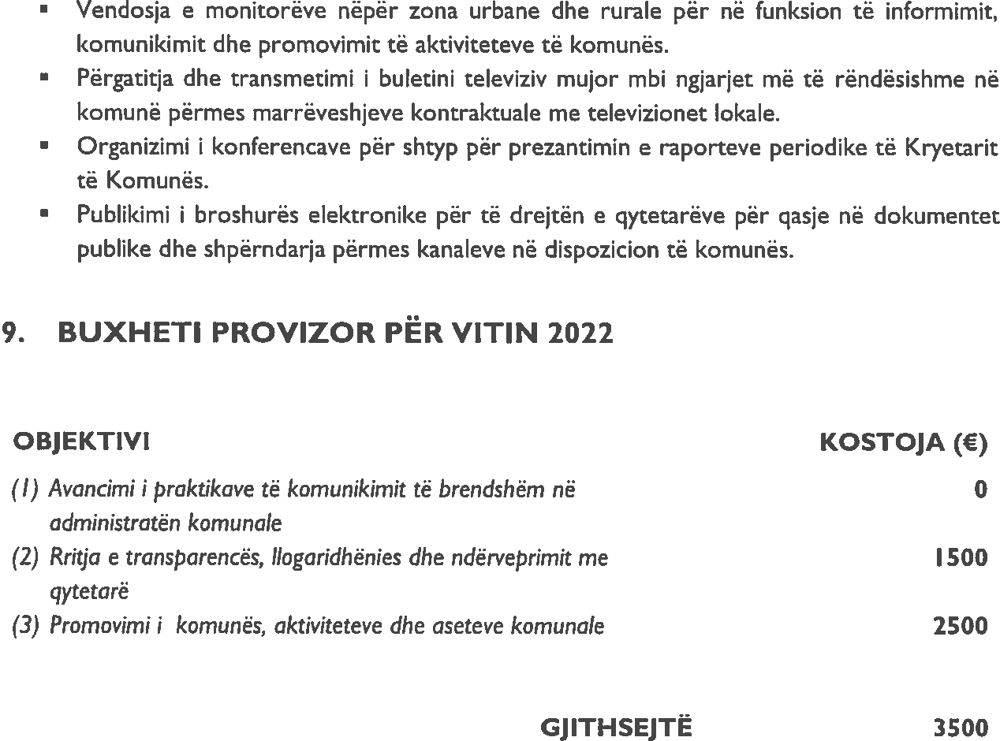 ▪ Vendosja e monitorëve nëpër zona urbane dhe rurale për në funksion të informimit,
komunikimit dhe promovimit të aktiviteteve të komunës.
▪ Përgatitja dhe transmetimi i buletini televiziv mujor mbi ngjarjet më të rëndësishme në
komunë përmes marrëveshjeve kontraktuale me televizionet lokale.
▪ Organizimi i konferencave për shtyp për prezantimin e raporteve periodike të Kryetarit
të Komunës.
▪ Publikimi i broshurës elektronike për të drejtën e qytetarëve për qasje në dokumentet
publike dhe shpërndarja përmes kanaleve në dispozicion të komunës.
9. BUXHETI PROVIZOR PËR VITIN 2022
OBJEKTIVI KOSTOJA (€)
(1) Avancimi i praktikave të komunikimit të brendshëm në 0
administratën komunale
(2) Rritja e transparencës, llogaridhënies dhe ndërveprimit me 1500
qytetarë
(3) Promovimi i komunës, aktiviteteve dhe aseteve komunale 2500
GJITHSEJTË 3500